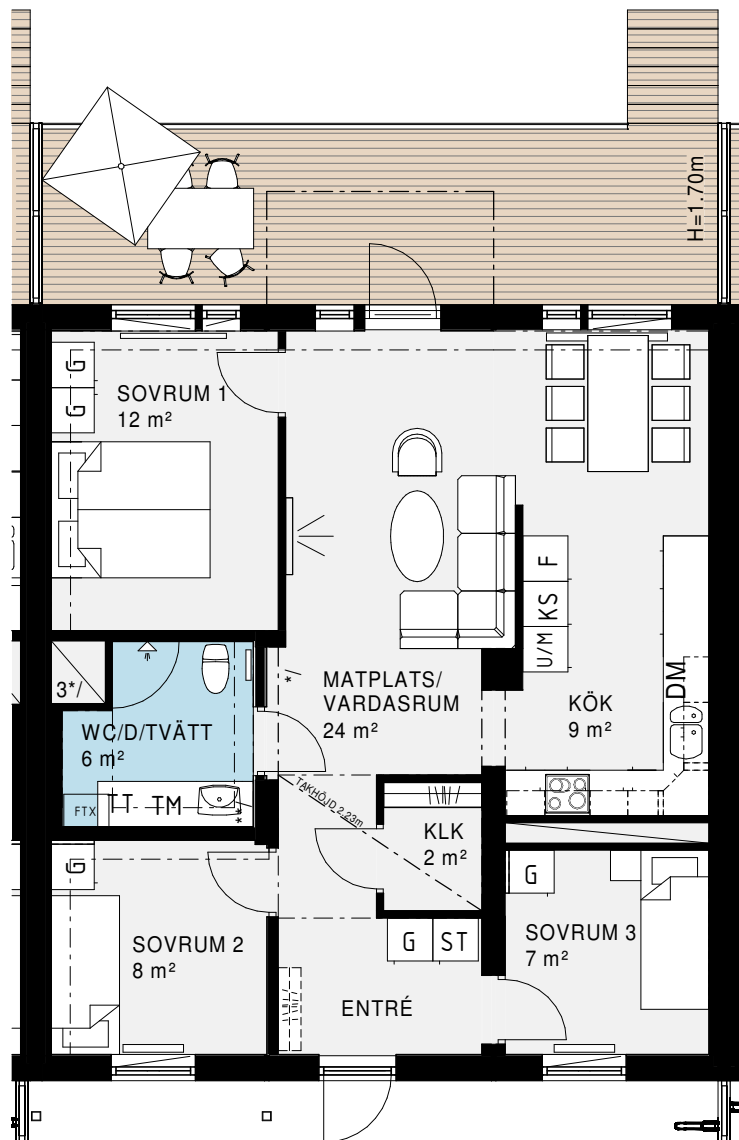 H=1.70m
G
G
SOVRUM 1
12 m²
F
KS
U/M
3*/
*/
MATPLATS/
VARDASRUM
24 m²
KÖK
9 m²
DM
WC/D/TVÄTT
6 m²
FTX
TT
TM
**/
TAKHÖJD 2,23m
KLK
2 m²
G
SOVRUM 2
8 m²
G
ST
ENTRÉ
G
SOVRUM 3
7 m²